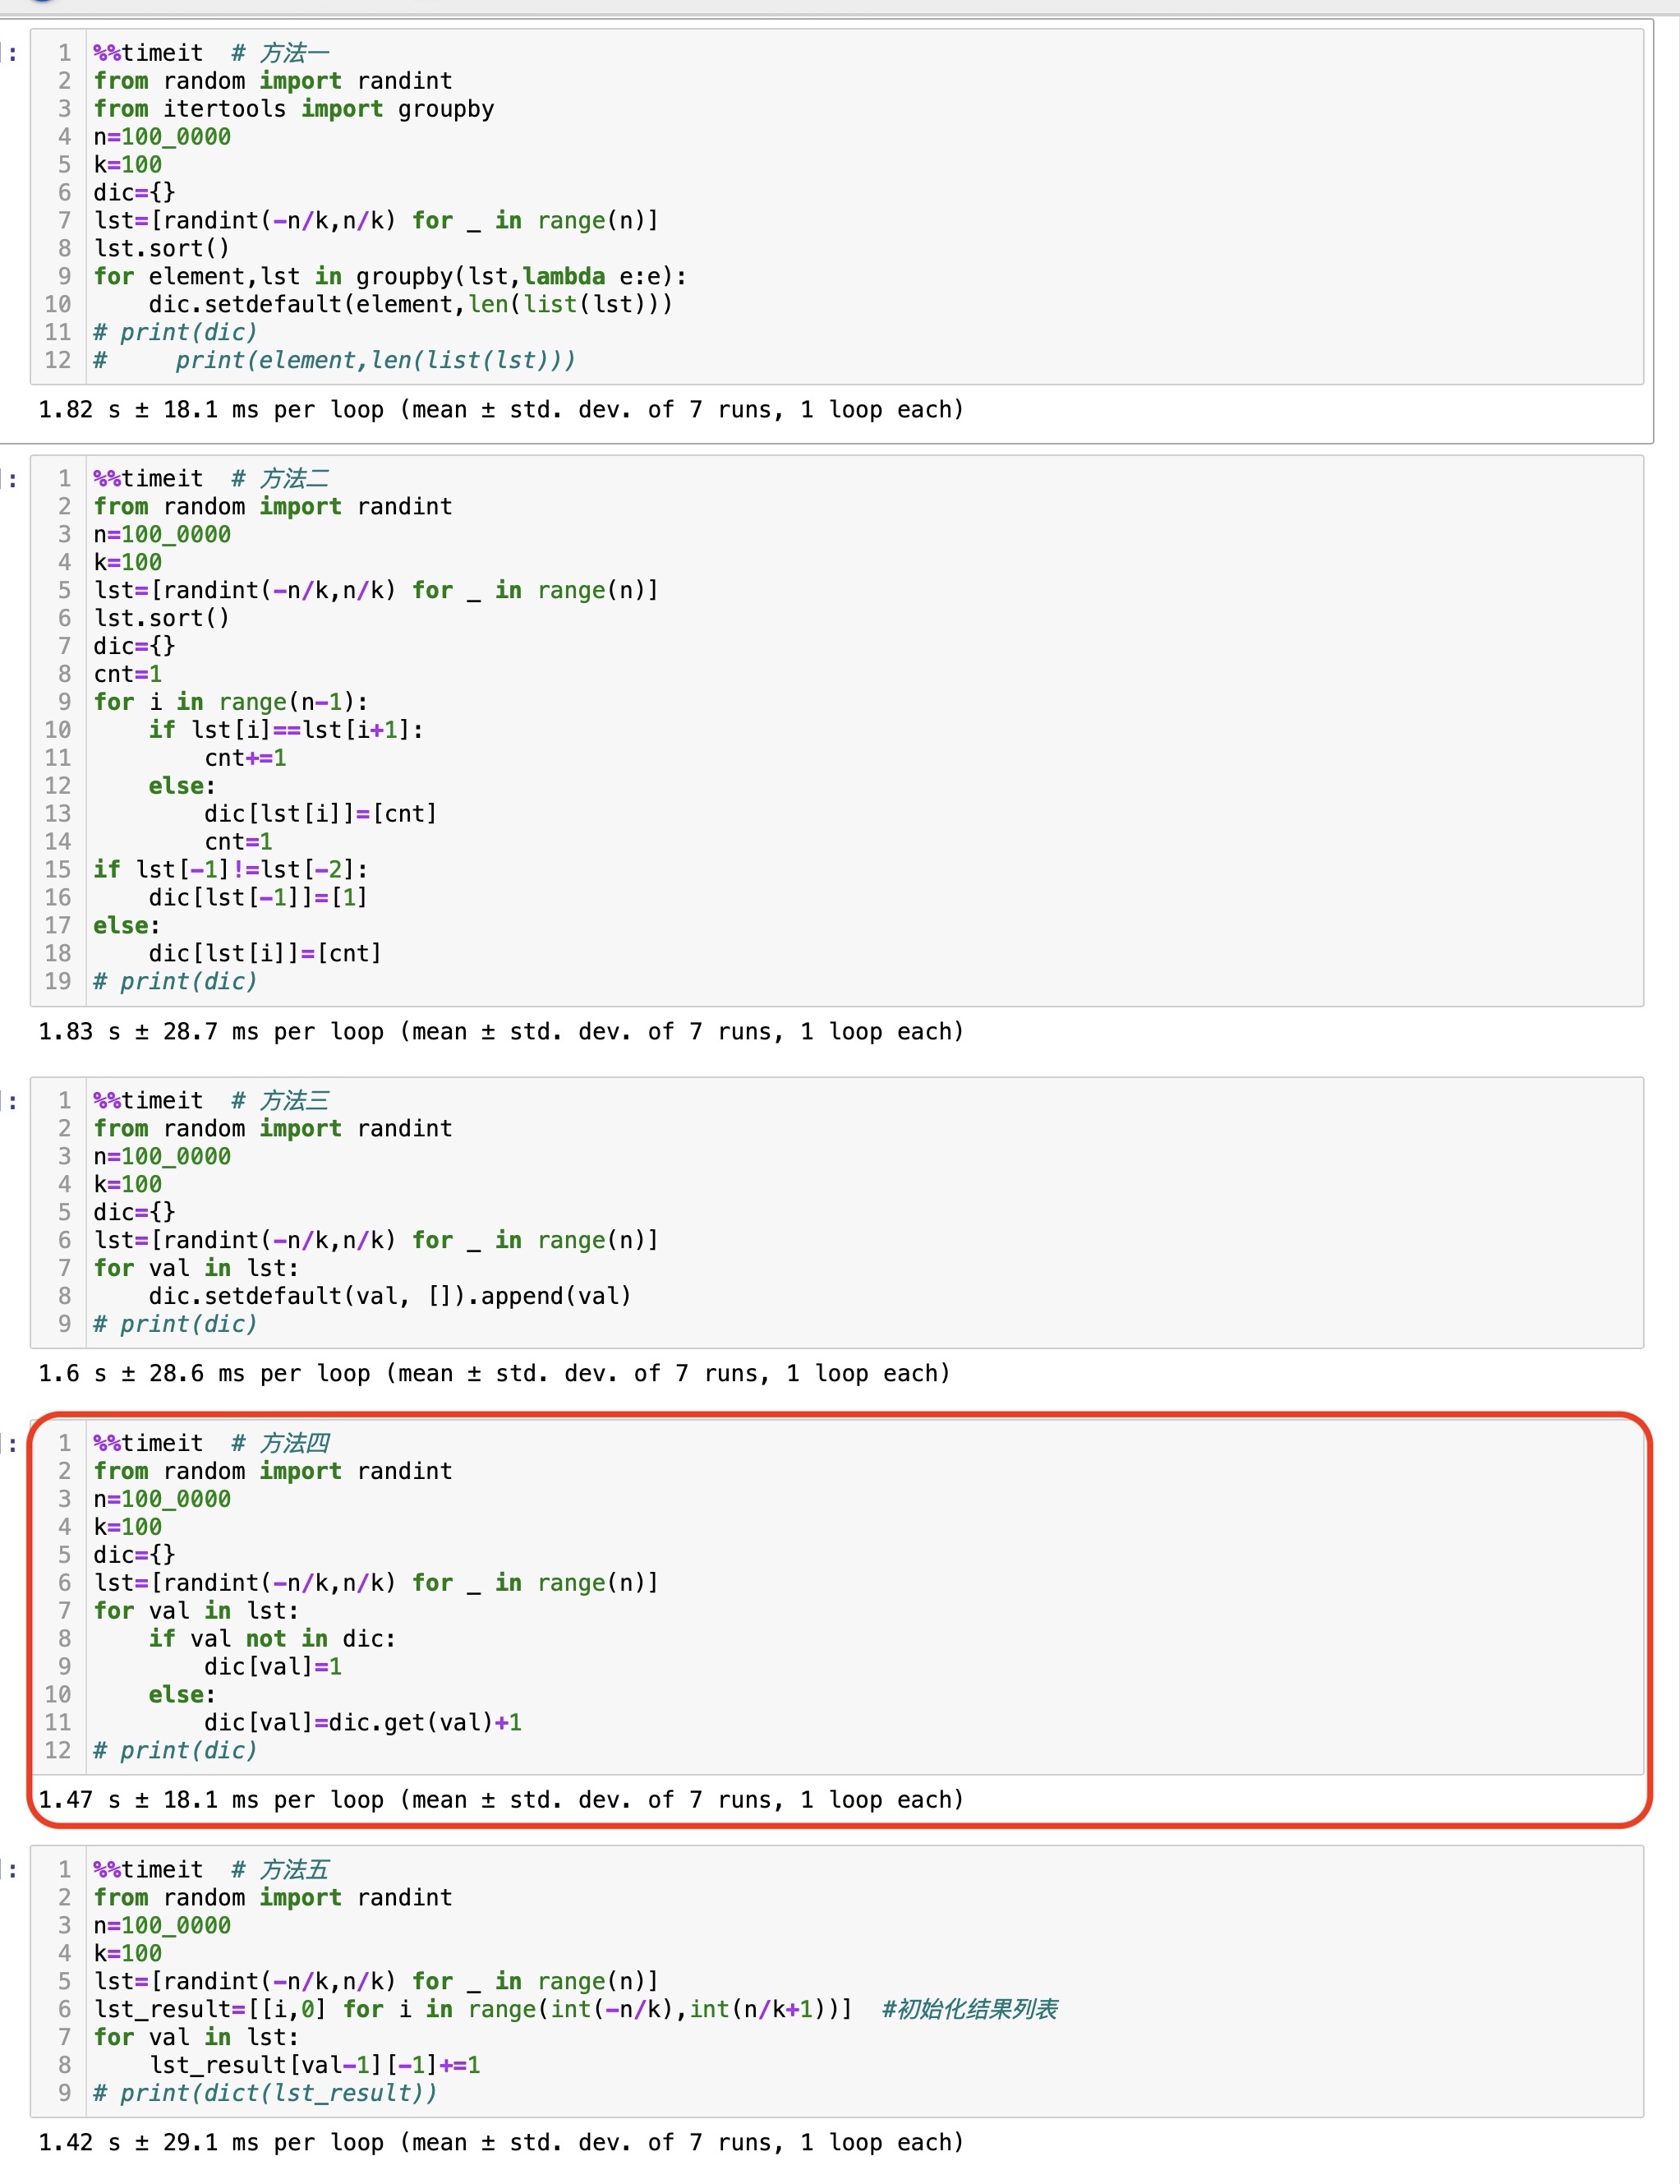 ]:
1 %%timeit  # 方法一
2 from random import randint
3 from itertools import groupby
4 n=100_0000
5 k=100
6 dic={}
7 lst=[randint(-n/k,n/k) for _ in range(n)]
8 lst.sort()
9 for element,lst in groupby(lst,lambda e:e):
10     dic.setdefault(element,len(list(lst)))
11 # print(dic)
12 #     print(element,len(list(lst)))
1.82 s ± 18.1 ms per loop (mean ± std. dev. of 7 runs, 1 loop each)
]:
1 %%timeit  # 方法二
2 from random import randint
3 n=100_0000
4 k=100
5 lst=[randint(-n/k,n/k) for _ in range(n)]
6 lst.sort()
7 dic={}
8 cnt=1
9 for i in range(n-1):
10     if lst[i]==lst[i+1]:
11         cnt+=1
12     else:
13         dic[lst[i]]=[cnt]
14         cnt=1
15 if lst[-1]!=lst[-2]:
16     dic[lst[-1]]=[1]
17 else:
18     dic[lst[i]]=[cnt]
19 # print(dic)
1.83 s ± 28.7 ms per loop (mean ± std. dev. of 7 runs, 1 loop each)
]:
1 %%timeit  # 方法三
2 from random import randint
3 n=100_0000
4 k=100
5 dic={}
6 lst=[randint(-n/k,n/k) for _ in range(n)]
7 for val in lst:
8     dic.setdefault(val, []).append(val)
9 # print(dic)
1.6 s ± 28.6 ms per loop (mean ± std. dev. of 7 runs, 1 loop each)
]:
1 %%timeit  # 方法四
2 from random import randint
3 n=100_0000
4 k=100
5 dic={}
6 lst=[randint(-n/k,n/k) for _ in range(n)]
7 for val in lst:
8     if val not in dic:
9         dic[val]=1
10     else:
11         dic[val]=dic.get(val)+1
12 # print(dic)
1.47 s ± 18.1 ms per loop (mean ± std. dev. of 7 runs, 1 loop each)
]:
1 %%timeit  # 方法五
2 from random import randint
3 n=100_0000
4 k=100
5 lst=[randint(-n/k,n/k) for _ in range(n)]
6 lst_result=[[i,0] for i in range(int(-n/k),int(n/k+1))]  #初始化结果列表
7 for val in lst:
8     lst_result[val-1][-1]+=1
9 # print(dict(lst_result))
1.42 s ± 29.1 ms per loop (mean ± std. dev. of 7 runs, 1 loop each)